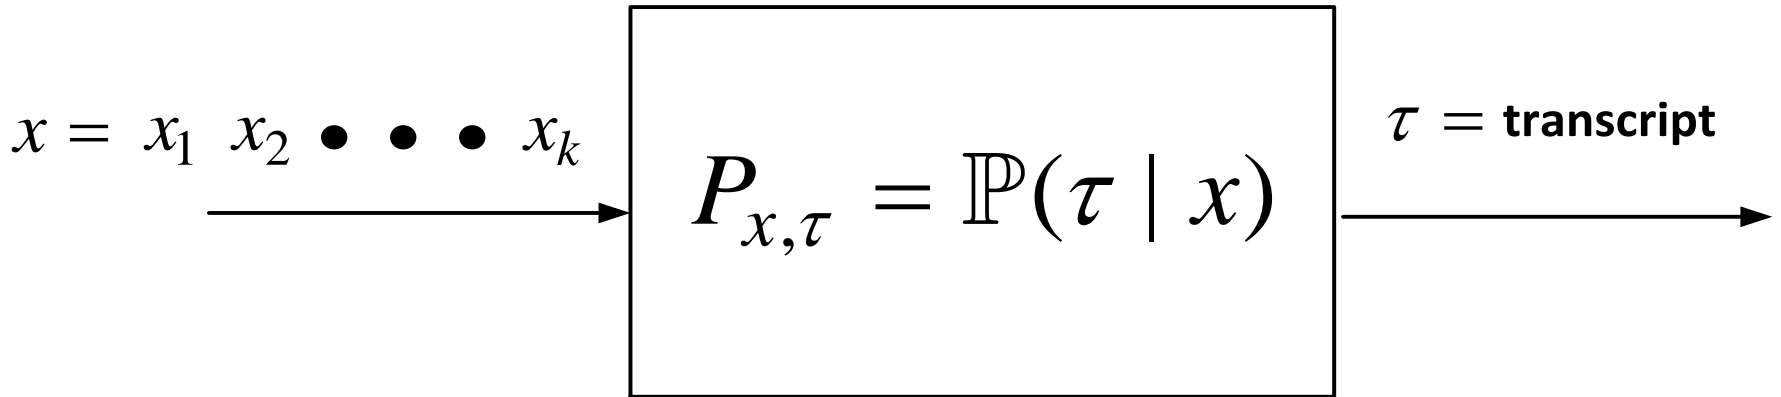 x = x₁ x₂ • • • xₖ
P_{x,τ} = ℙ(τ | x)
τ = transcript